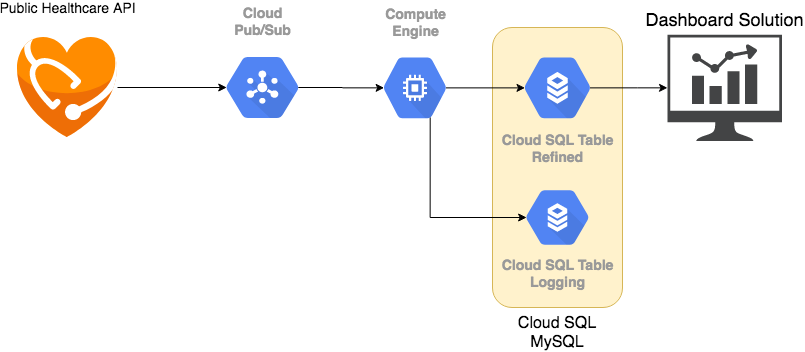 Public Healthcare API
Cloud
Pub/Sub
Compute
Engine
Dashboard Solution
Cloud SQL Table
Refined
Cloud SQL Table
Logging
Cloud SQL
MySQL